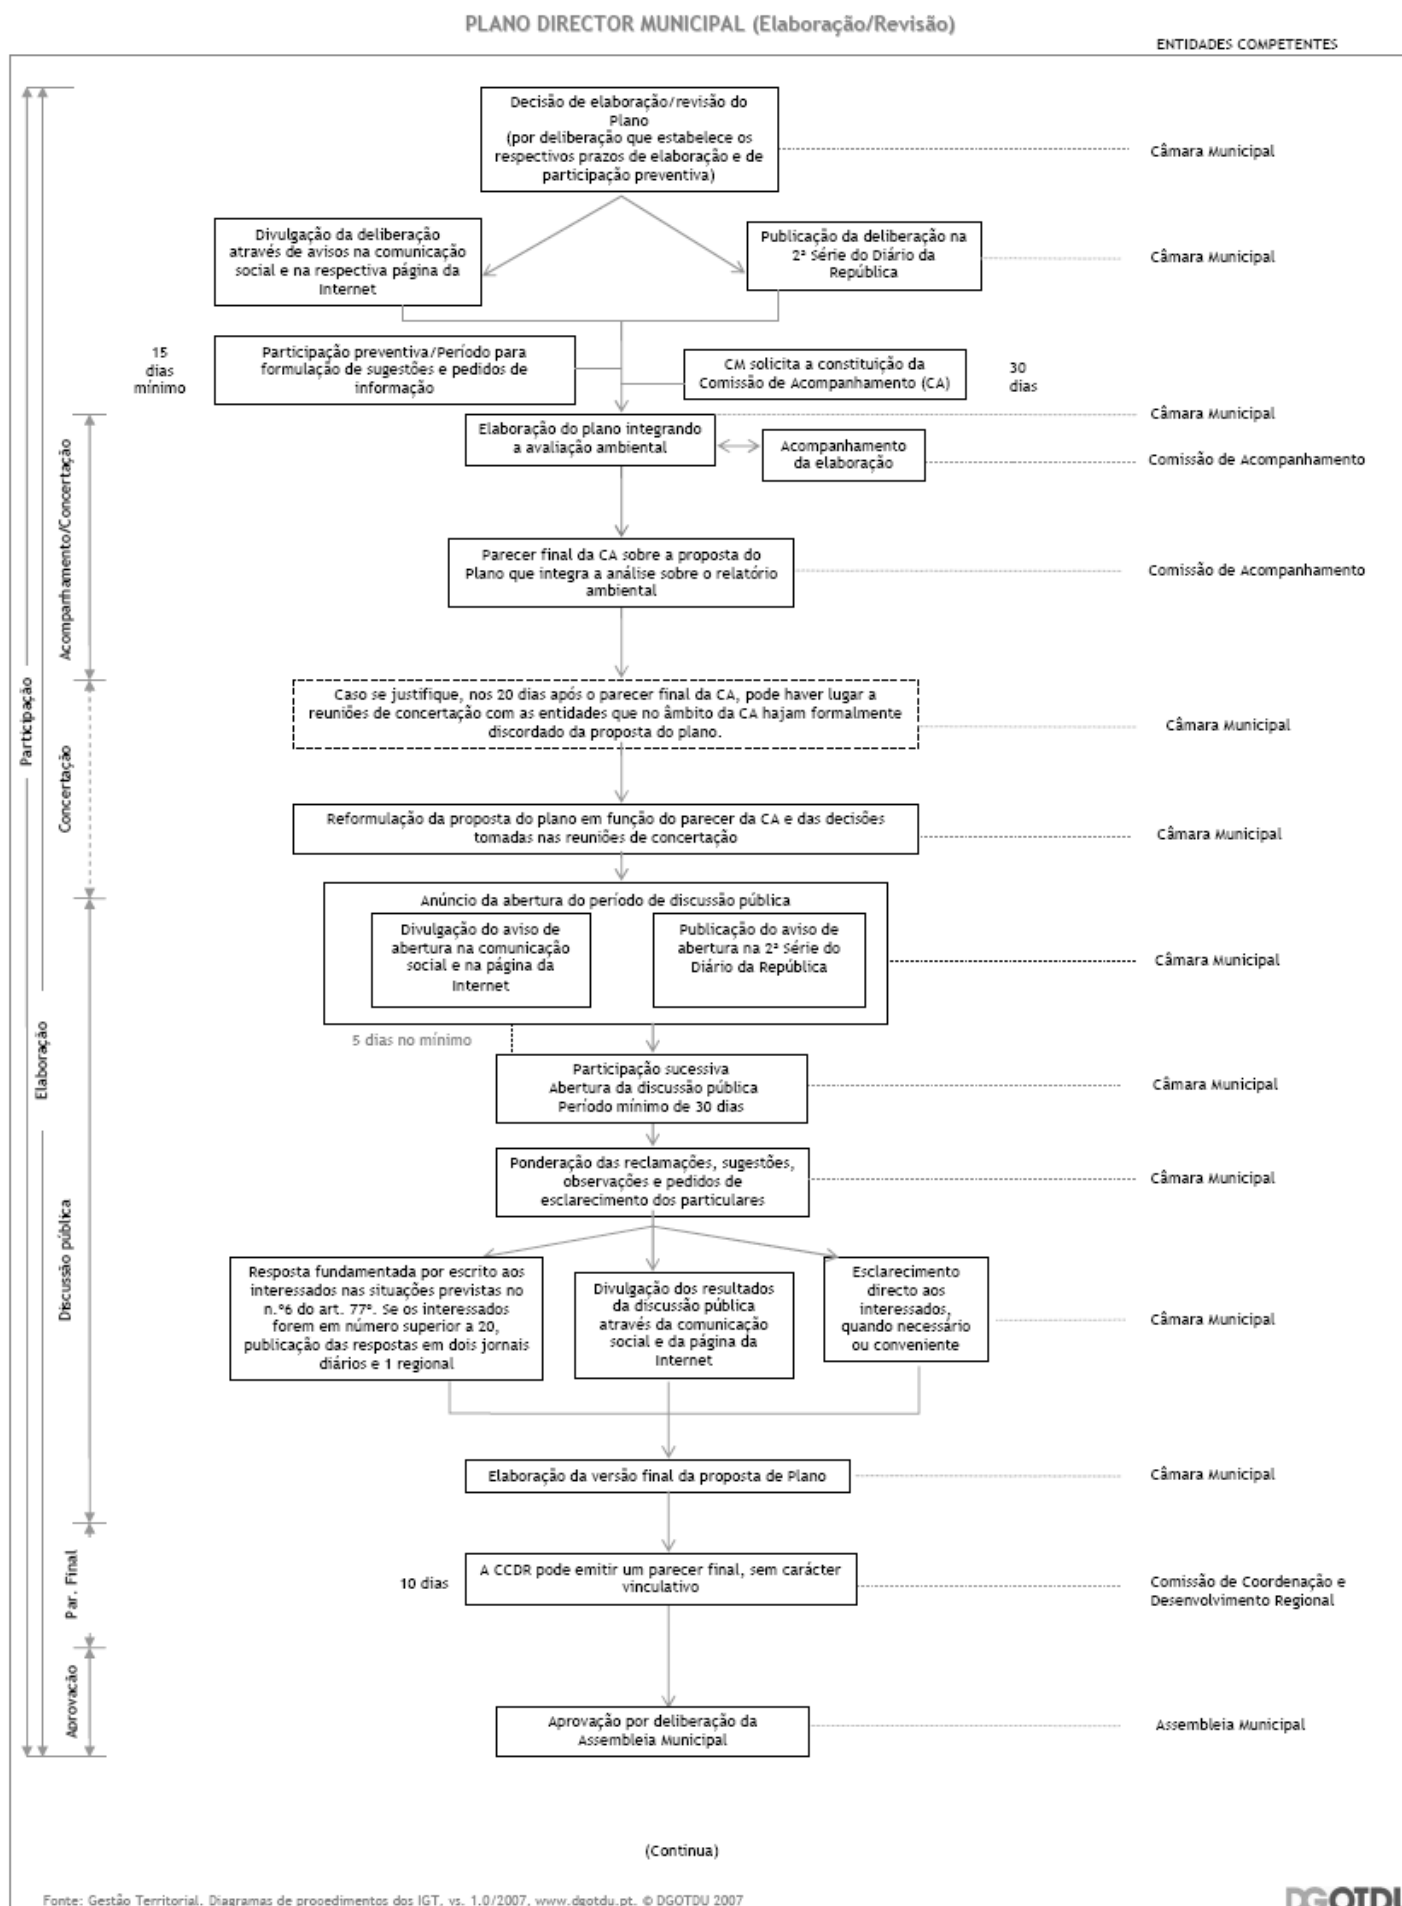 PLANO DIRECTOR MUNICIPAL (Elaboração/Revisão)
ENTIDADES COMPETENTES
Decisão de elaboração/revisão do
Plano
(por deliberação que estabelece os
respectivos prazos de elaboração e de
participação preventiva)
Câmara Municipal
Divulgação da deliberação
através de avisos na comunicação
social e na respectiva página da
Internet
Publicação da deliberação na
2ª Série do Diário da
República
Câmara Municipal
15
dias
mínimo
Participação preventiva/Período para
formulação de sugestões e pedidos de
informação
CM solicita a constituição da
Comissão de Acompanhamento (CA)
30
dias
Elaboração do plano integrando
a avaliação ambiental
Câmara Municipal
Acompanhamento
da elaboração
Comissão de Acompanhamento
Acompanhamento/Concertação
Parecer final da CA sobre a proposta do
Plano que integra a análise sobre o relatório
ambiental
Comissão de Acompanhamento
Participação
Caso se justifique, nos 20 dias após o parecer final da CA, pode haver lugar a
reuniões de concertação com as entidades que no âmbito da CA hajam formalmente
discordado da proposta do plano.
Câmara Municipal
Concertação
Reformulação da proposta do plano em função do parecer da CA e das decisões
tomadas nas reuniões de concertação
Câmara Municipal
Anúncio da abertura do período de discussão pública
Divulgação do aviso de
abertura na comunicação
social e na página da
Internet
Publicação do aviso de
abertura na 2ª Série do
Diário da República
Câmara Municipal
5 dias no mínimo
Elaboração
Participação sucessiva
Abertura da discussão pública
Período mínimo de 30 dias
Câmara Municipal
Ponderação das reclamações, sugestões,
observações e pedidos de
esclarecimento dos particulares
Câmara Municipal
Discussão pública
Resposta fundamentada por escrito aos
interessados nas situações previstas no
n.º6 do art. 77º. Se os interessados
forem em número superior a 20,
publicação das respostas em dois jornais
diários e 1 regional
Divulgação dos resultados
da discussão pública
através da comunicação
social e da página da
Internet
Esclarecimento
directo aos
interessados,
quando necessário
ou conveniente
Câmara Municipal
Elaboração da versão final da proposta de Plano
Câmara Municipal
Par. Final
10 dias
A CCDR pode emitir um parecer final, sem carácter
vinculativo
Comissão de Coordenação e
Desenvolvimento Regional
Aprovação
Aprovação por deliberação da
Assembleia Municipal
Assembleia Municipal
(Continua)
Fonte: Gestão Territorial. Diagramas de procedimentos dos IGT, vs. 1.0/2007, www.dgotdu.pt, © DGOTDU 2007
DGOTDU